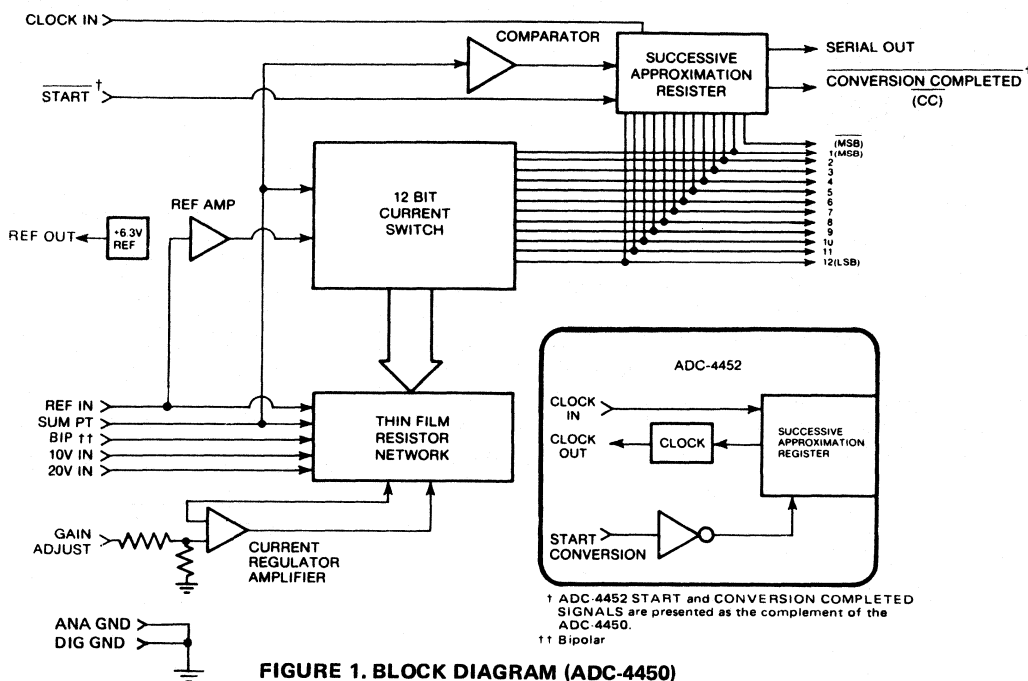 CLOCK IN
COMPARATOR
SUCCESSIVE
APPROXIMATION
REGISTER
SERIAL OUT
CONVERSION COMPLETED †
(CC)
START †
(MSB)
1(MSB)
2
3
4
5
6
7
8
9
10
11
12(LSB)
12 BIT
CURRENT
SWITCH
REF AMP
REF OUT
+6.3V
REF
REF IN
SUM PT
BIP ††
10V IN
20V IN
THIN FILM
RESISTOR
NETWORK
GAIN
ADJUST
CURRENT
REGULATOR
AMPLIFIER
ANA GND
DIG GND
ADC-4452
CLOCK
IN
CLOCK
OUT
CLOCK
SUCCESSIVE
APPROXIMATION
REGISTER
START
CONVERSION
† ADC-4452 START and CONVERSION COMPLETED
SIGNALS are presented as the complement of the
ADC-4450.
†† Bipolar
FIGURE 1. BLOCK DIAGRAM (ADC-4450)